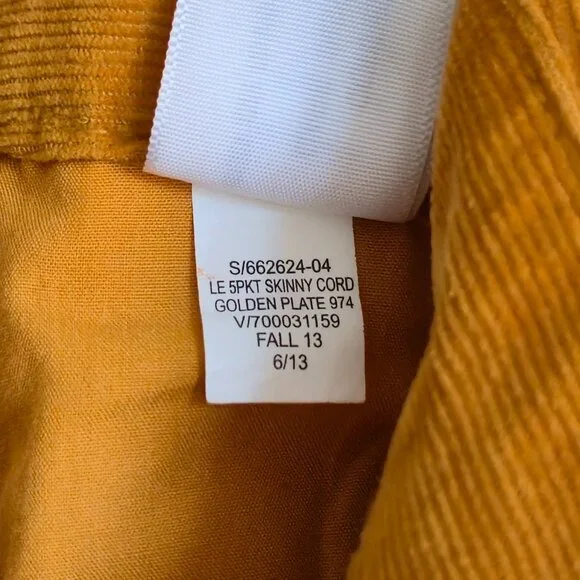 S/662624-04
LE 5PKT SKINNY CORD
GOLDEN PLATE 974
V/700031159
FALL 13
6/13